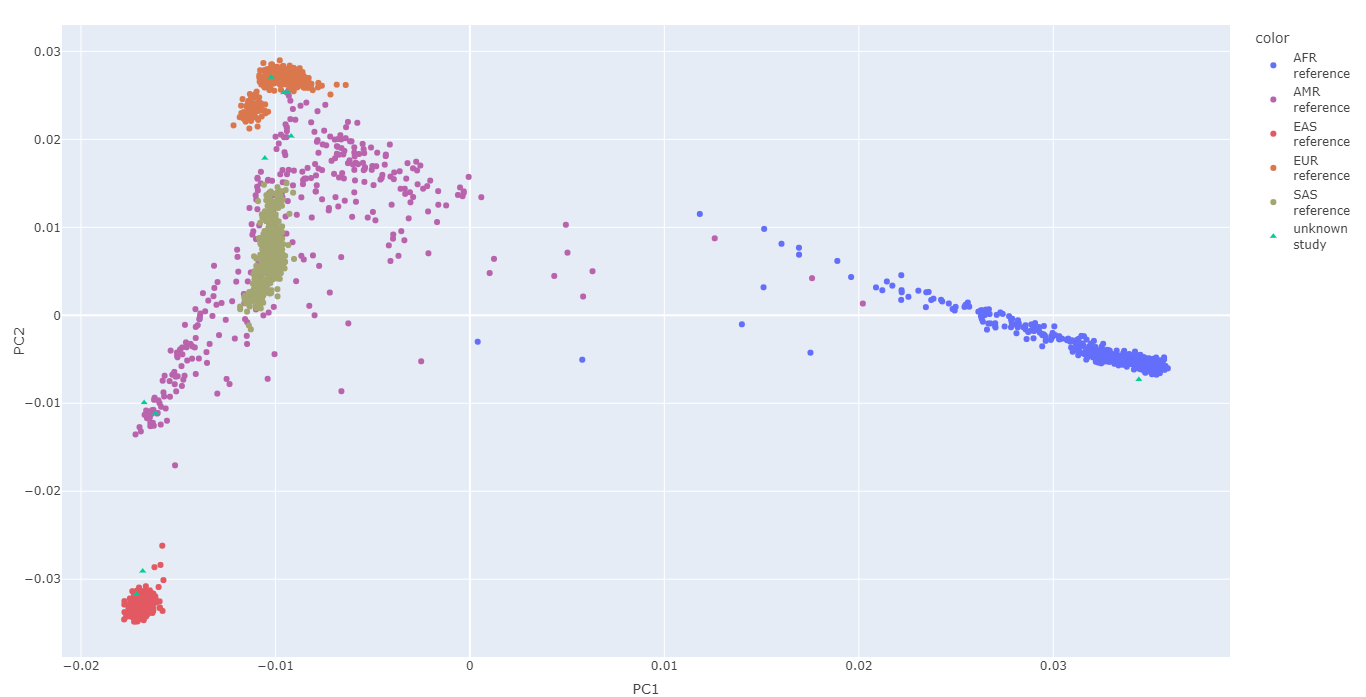 color
AFR
reference
AMR
reference
EAS
reference
EUR
reference
SAS
reference
unknown
study
0.03
0.02
0.01
0
−0.01
−0.02
−0.03
PC2
−0.02
−0.01
0
0.01
0.02
0.03
PC1